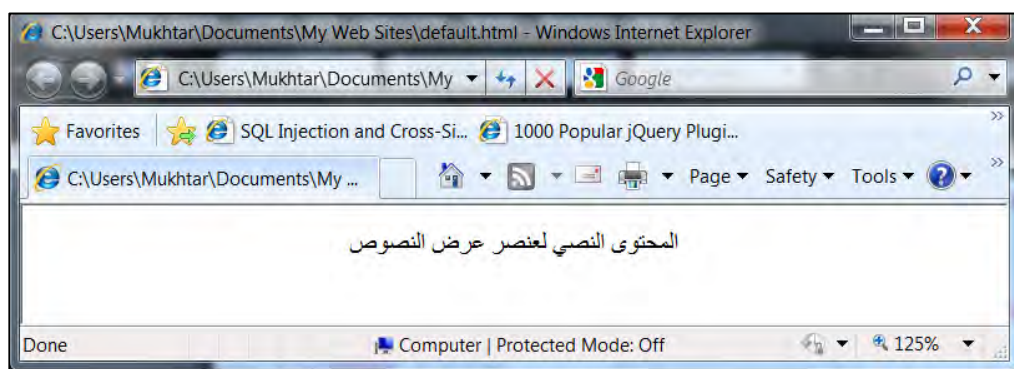 C:\Users\Mukhtar\Documents\My Web Sites\default.html - Windows Internet Explorer
C:\Users\Mukhtar\Documents\My Google
Favorites SQL Injection and Cross-Si... 1000 Popular jQuery Plugi...
C:\Users\Mukhtar\Documents\My ... Page Safety Tools
المحتوى النصي لعنصر عرض النصوص
Done Computer | Protected Mode: Off 125%